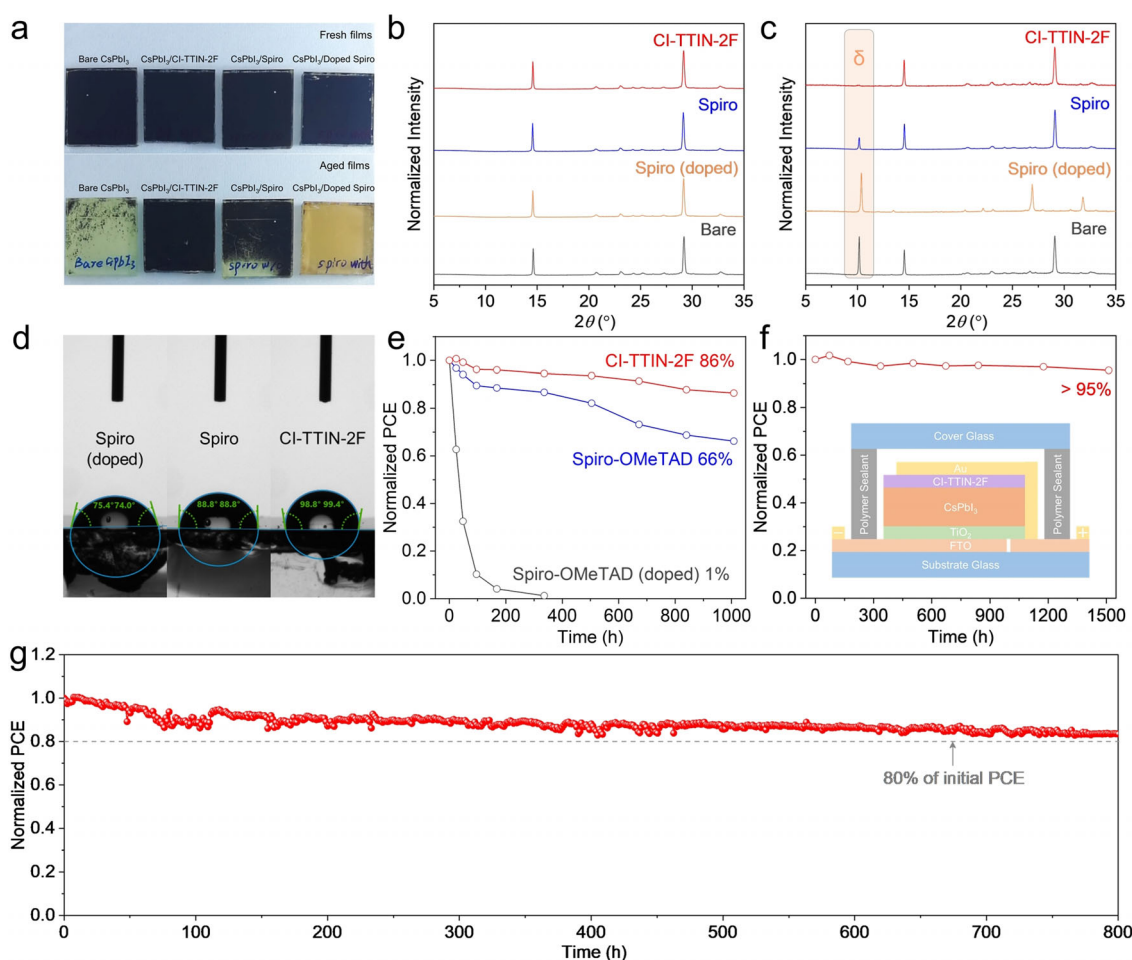 a
Fresh films
Bare CsPbI₃ CsPbI₃/CI-TTIN-2F CsPbI₃/Spiro CsPbI₃/Doped Spiro
Aged films
Bare CsPbI₃ CsPbI₃/CI-TTIN-2F CsPbI₃/Spiro CsPbI₃/Doped Spiro
Bare CsPbI₃ spiro w/o spiro with
b
Normalized Intensity
CI-TTIN-2F
Spiro
Spiro (doped)
Bare
5 10 15 20 25 30 35
2θ (°)
c
Normalized Intensity
δ
CI-TTIN-2F
Spiro
Spiro (doped)
Bare
5 10 15 20 25 30 35
2θ (°)
d
Spiro
(doped)
Spiro
CI-TTIN-2F
75.4° 74.0°
88.8° 88.8°
98.8° 99.4°
e
Normalized PCE
1.0
0.8
0.6
0.4
0.2
0.0
CI-TTIN-2F 86%
Spiro-OMeTAD 66%
Spiro-OMeTAD (doped) 1%
0 200 400 600 800 1000
Time (h)
f
Normalized PCE
1.0
0.8
0.6
0.4
0.2
0.0
> 95%
Cover Glass
Polymer Sealant
Au
CI-TTIN-2F
CsPbI₃
TiO₂
FTO
Substrate Glass
Polymer Sealant
− +
0 300 600 900 1200 1500
Time (h)
g
Normalized PCE
1.2
1.0
0.8
0.6
0.4
0.2
0.0
80% of initial PCE
0 100 200 300 400 500 600 700 800
Time (h)